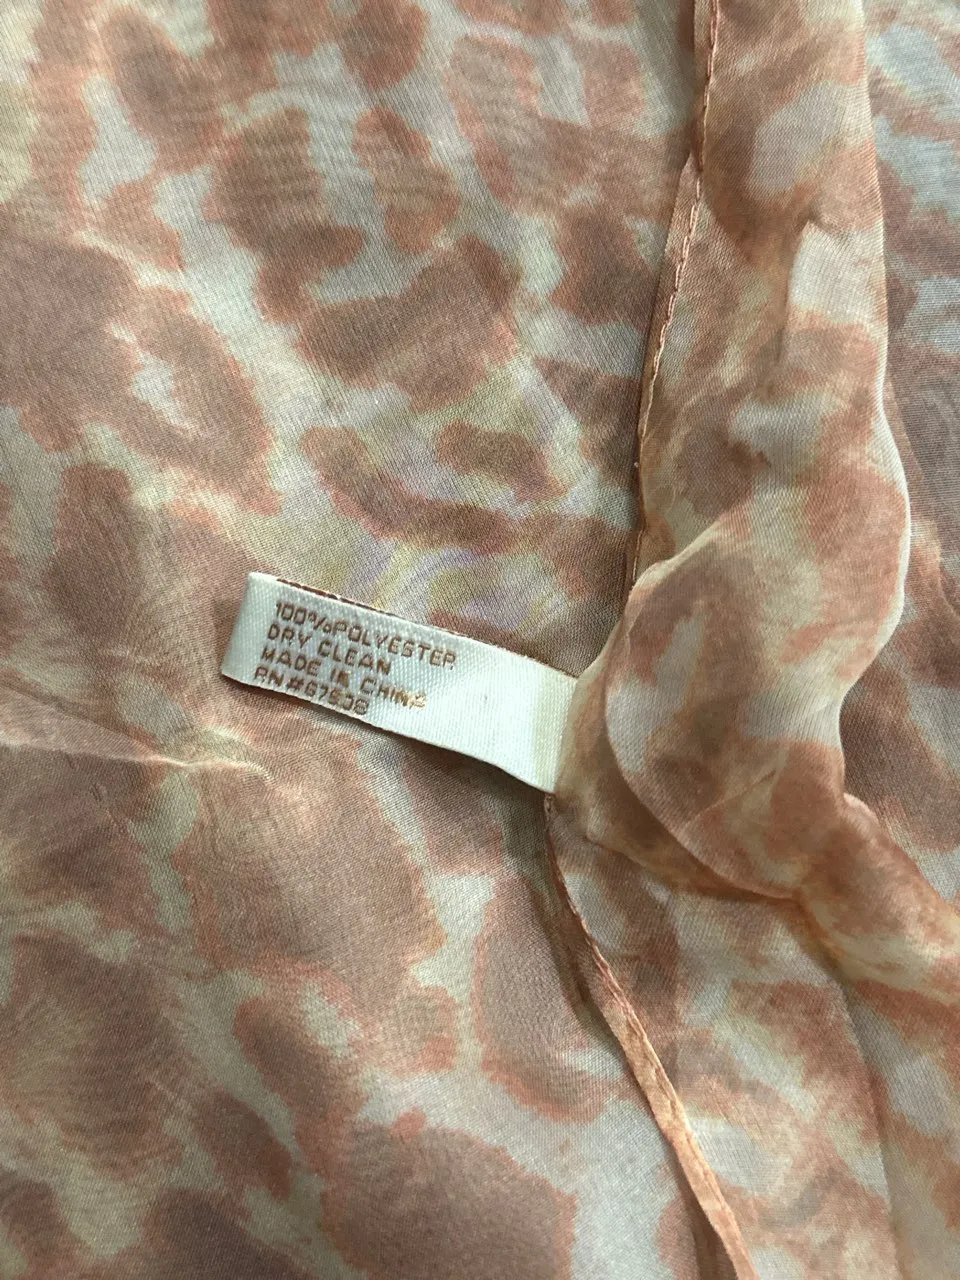 100%POLYESTER
DRY CLEAN
MADE IN CHINA